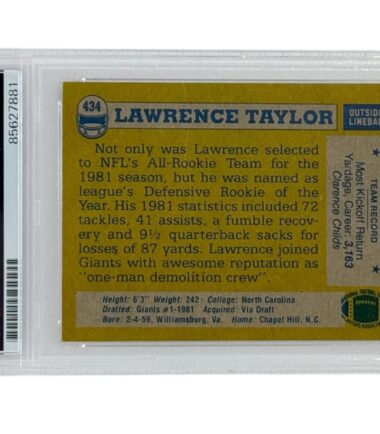 85627881
434 LAWRENCE TAYLOR
OUTSIDE
LINEBA
Not only was Lawrence selected
to NFL's All-Rookie Team for the
1981 season, but he was named as
league's Defensive Rookie of the
Year. His 1981 statistics included 72
tackles, 41 assists, a fumble recov-
ery and 9½ quarterback sacks for
losses of 87 yards. Lawrence joined
Giants with awesome reputation as
"one-man demolition crew".
TEAM RECORD
Most Kickoff Return
Yardage, Career 3,163
Clarence Childs
Height: 6'3" Weight: 242 College: North Carolina
Drafted: Giants #1-1981 Acquired: Via Draft
Born: 2-4-59, Williamsburg, Va. Home: Chapel Hill, N.C.